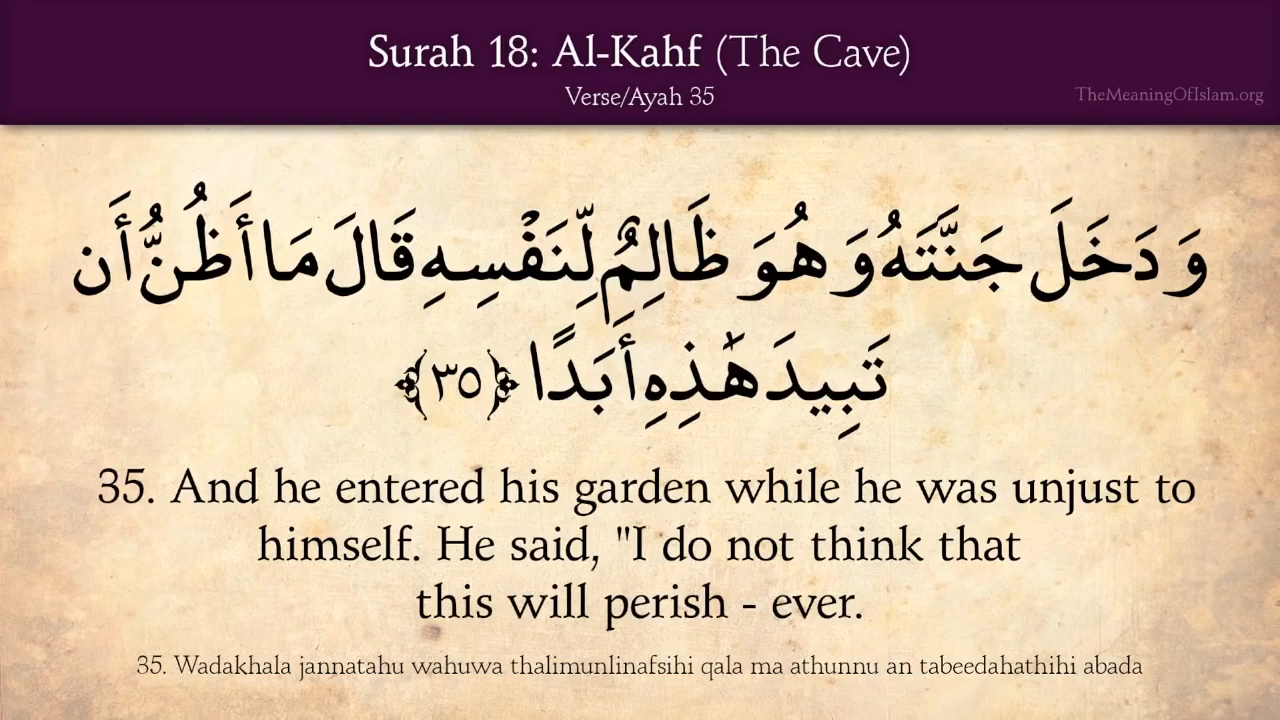 Surah 18: Al-Kahf (The Cave)
Verse/Ayah 35
TheMeaningOfIslam.org
وَدَخَلَ جَنَّتَهُ وَهُوَ ظَالِمٌ لِّنَفْسِهِ قَالَ مَا أَظُنُّ أَن
تَبِيدَ هَٰذِهِ أَبَدًا ﴿٣٥﴾
35. And he entered his garden while he was unjust to
himself. He said, "I do not think that
this will perish - ever.
35. Wadakhala jannatahu wahuwa thalimunlinafsihi qala ma athunnu an tabeedahathihi abada